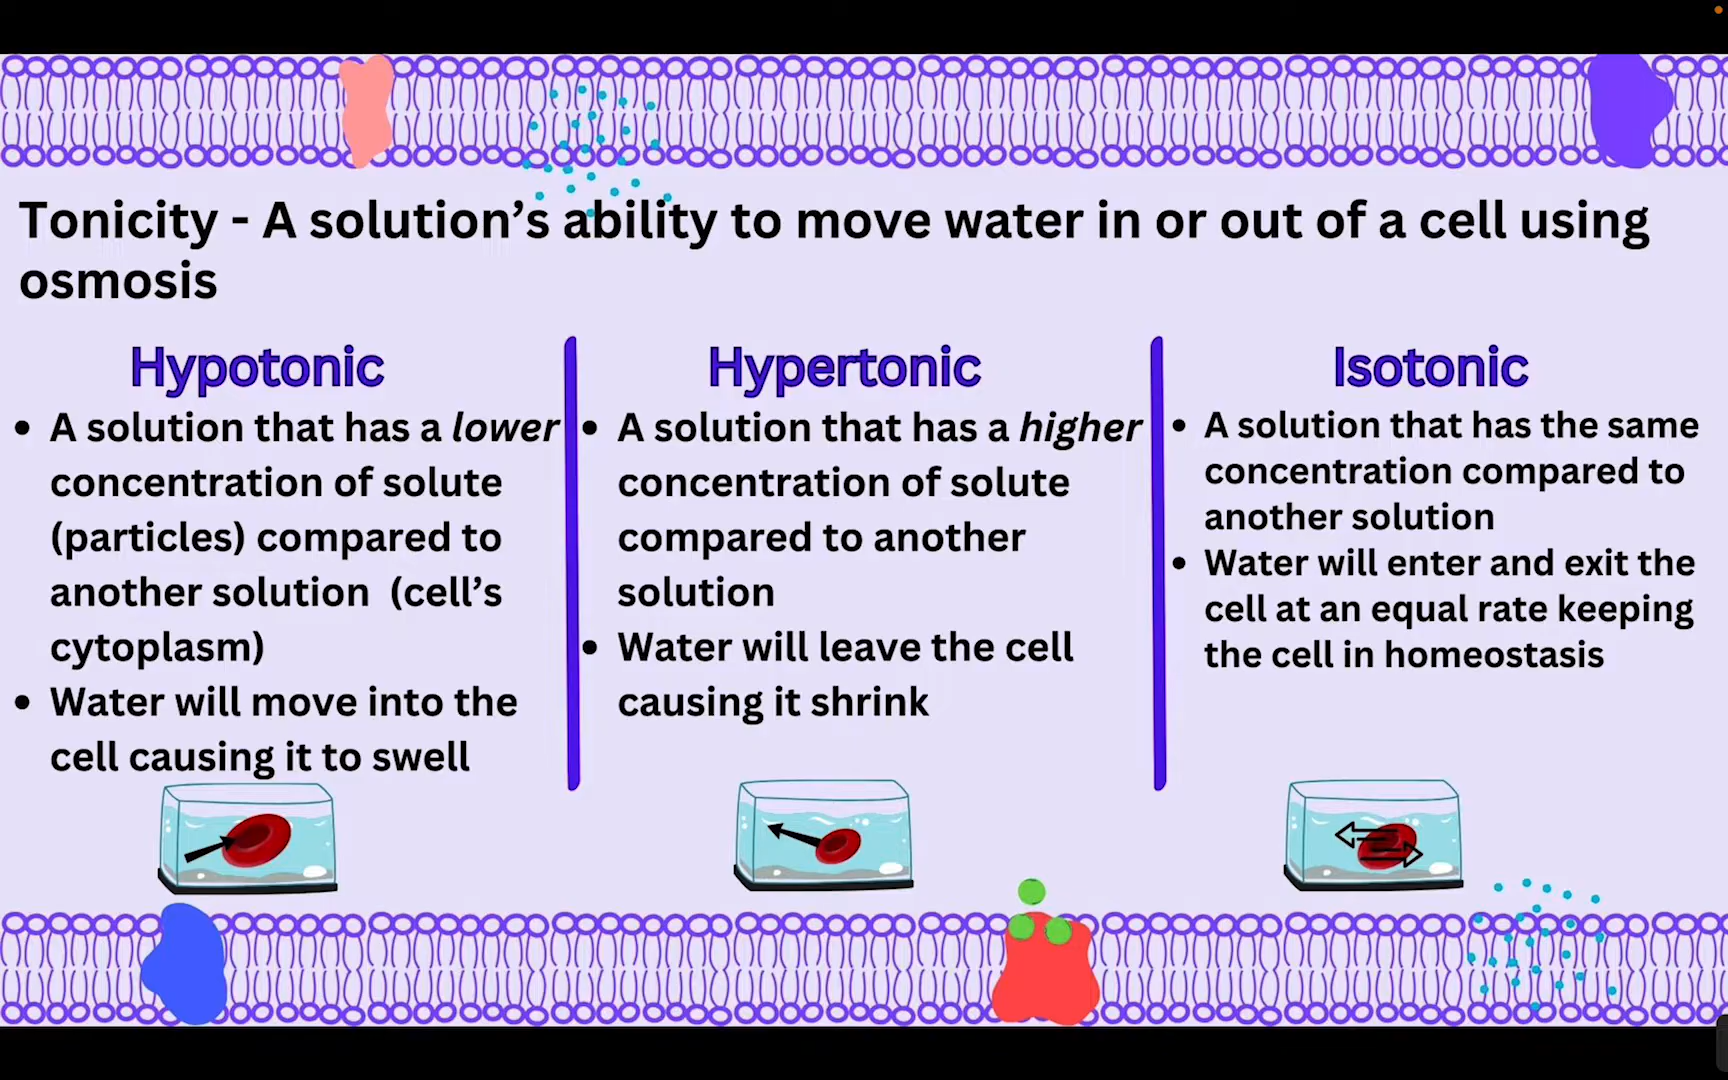 Tonicity - A solution’s ability to move water in or out of a cell using
osmosis
Hypotonic
• A solution that has a lower
concentration of solute
(particles) compared to
another solution (cell’s
cytoplasm)
• Water will move into the
cell causing it to swell
Hypertonic
• A solution that has a higher
concentration of solute
compared to another
solution
• Water will leave the cell
causing it shrink
Isotonic
• A solution that has the same
concentration compared to
another solution
• Water will enter and exit the
cell at an equal rate keeping
the cell in homeostasis